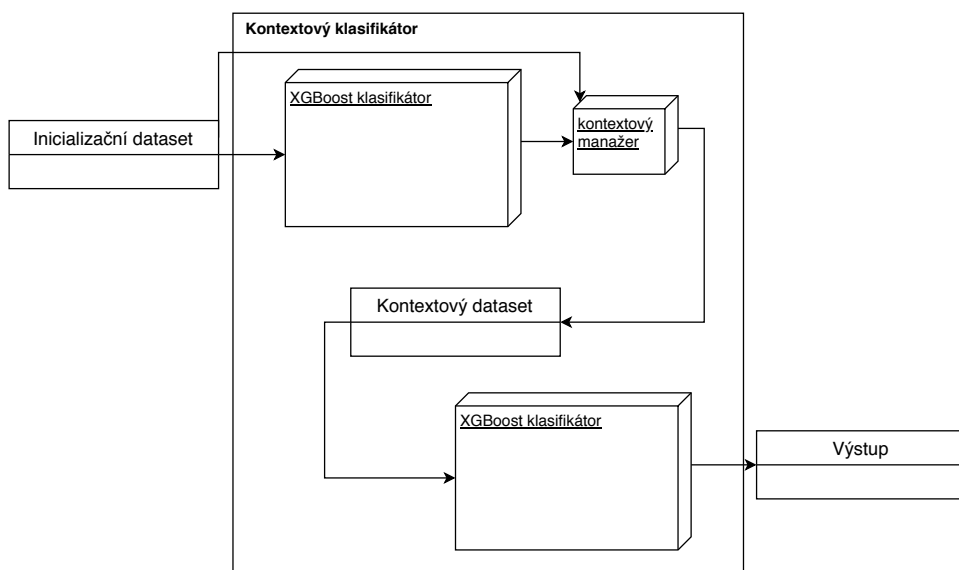 Kontextový klasifikátor
XGBoost klasifikátor
kontextový
manažer
Inicializační dataset
Kontextový dataset
XGBoost klasifikátor
Výstup